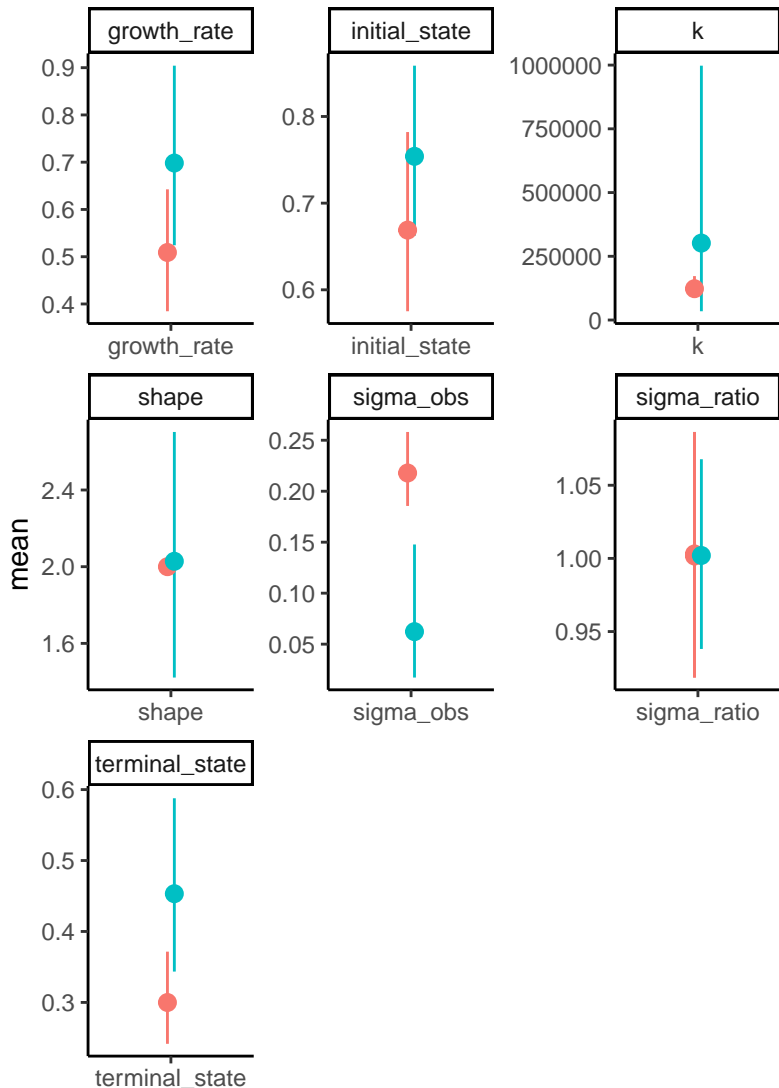 mean
growth_rate
0.9
0.8
0.7
0.6
0.5
0.4
growth_rate
initial_state
0.8
0.7
0.6
initial_state
k
1000000
750000
500000
250000
0
k
shape
2.4
2.0
1.6
shape
sigma_obs
0.25
0.20
0.15
0.10
0.05
sigma_obs
sigma_ratio
1.05
1.00
0.95
sigma_ratio
terminal_state
0.6
0.5
0.4
0.3
terminal_state